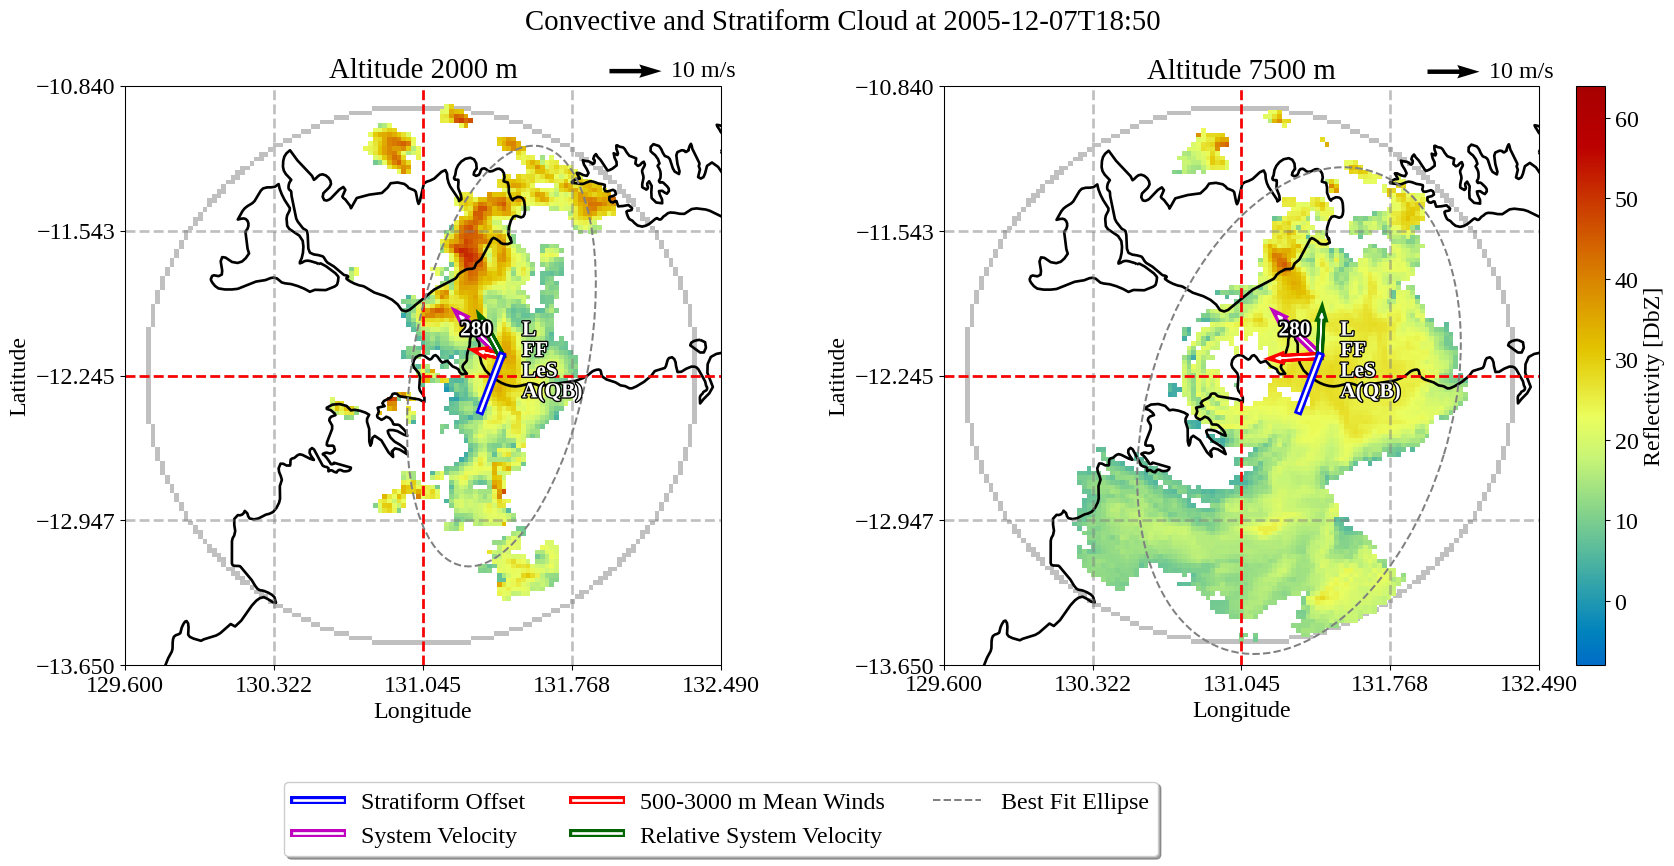 Convective and Stratiform Cloud at 2005-12-07T18:50
Altitude 2000 m
10 m/s
Altitude 7500 m
10 m/s
−10.840
−11.543
−12.245
−12.947
−13.650
Latitude
129.600
130.322
131.045
131.768
132.490
Longitude
280
L
FF
LeS
A(QB)
−10.840
−11.543
−12.245
−12.947
−13.650
Latitude
129.600
130.322
131.045
131.768
132.490
Longitude
280
L
FF
LeS
A(QB)
60
50
40
30
20
10
0
Reflectivity [DbZ]
Stratiform Offset
System Velocity
500-3000 m Mean Winds
Relative System Velocity
Best Fit Ellipse